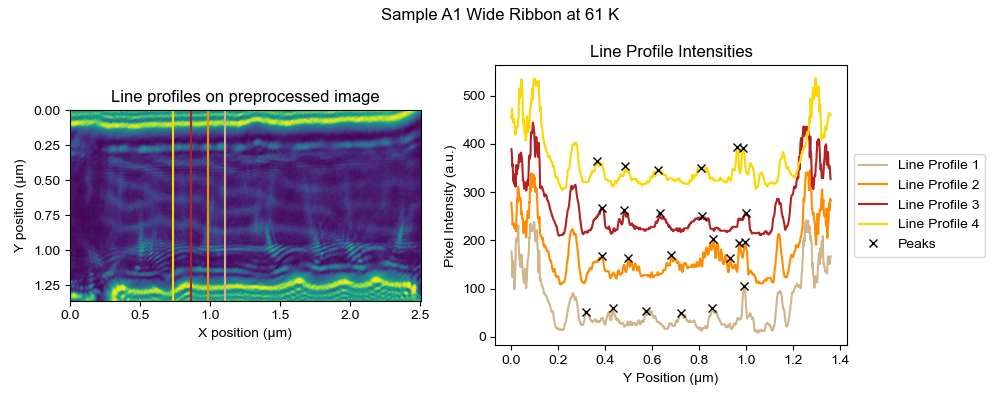 Sample A1 Wide Ribbon at 61 K
Line profiles on preprocessed image
0.00
0.25
0.50
0.75
1.00
1.25
Y position (μm)
0.0
0.5
1.0
1.5
2.0
2.5
X position (μm)
Line Profile Intensities
500
400
300
200
100
0
Pixel Intensity (a.u.)
0.0
0.2
0.4
0.6
0.8
1.0
1.2
1.4
Y Position (μm)
Line Profile 1
Line Profile 2
Line Profile 3
Line Profile 4
Peaks